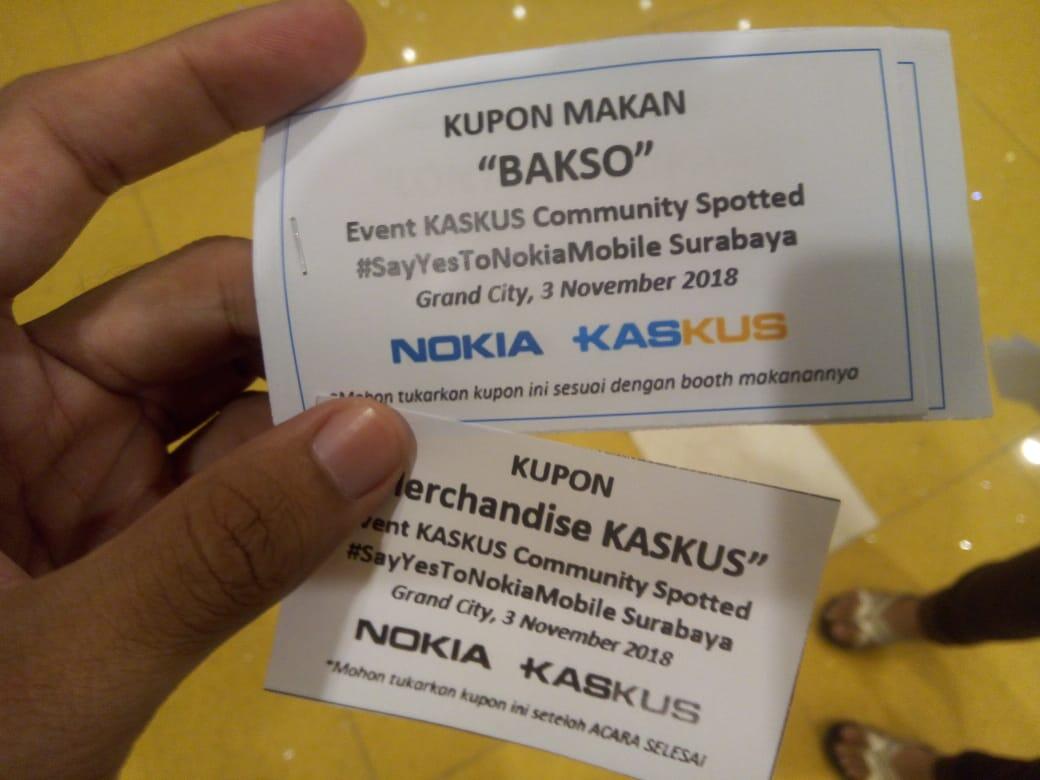 KUPON MAKAN
“BAKSO”
Event KASKUS Community Spotted
#SayYesToNokiaMobile Surabaya
Grand City, 3 November 2018
NOKIA KASKUS
*Mohon tukarkan kupon ini sesuai dengan booth makanannya
KUPON
Merchandise KASKUS”
Event KASKUS Community Spotted
#SayYesToNokiaMobile Surabaya
Grand City, 3 November 2018
NOKIA KASKUS
*Mohon tukarkan kupon ini setelah ACARA SELESAI